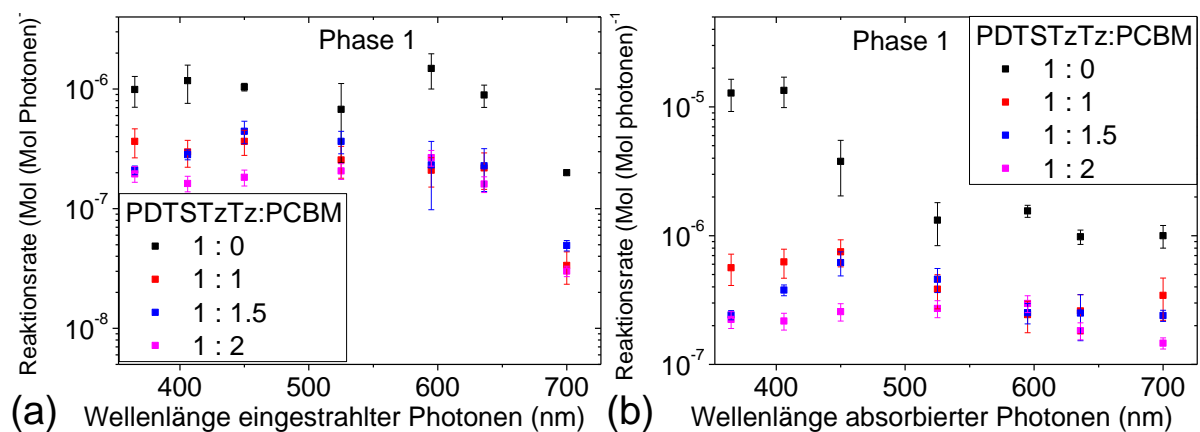 Reaktionsrate (Mol (Mol Photonen)⁻
10⁻⁶
10⁻⁷
10⁻⁸
Phase 1
PDTSTzTz:PCBM
1 : 0
1 : 1
1 : 1.5
1 : 2
400 500 600 700
(a) Wellenlänge eingestrahlter Photonen (nm)
Reaktionsrate (Mol (Mol photonen)⁻¹
10⁻⁵
10⁻⁶
10⁻⁷
Phase 1
PDTSTzTz:PCBM
1 : 0
1 : 1
1 : 1.5
1 : 2
400 500 600 700
(b) Wellenlänge absorbierter Photonen (nm)